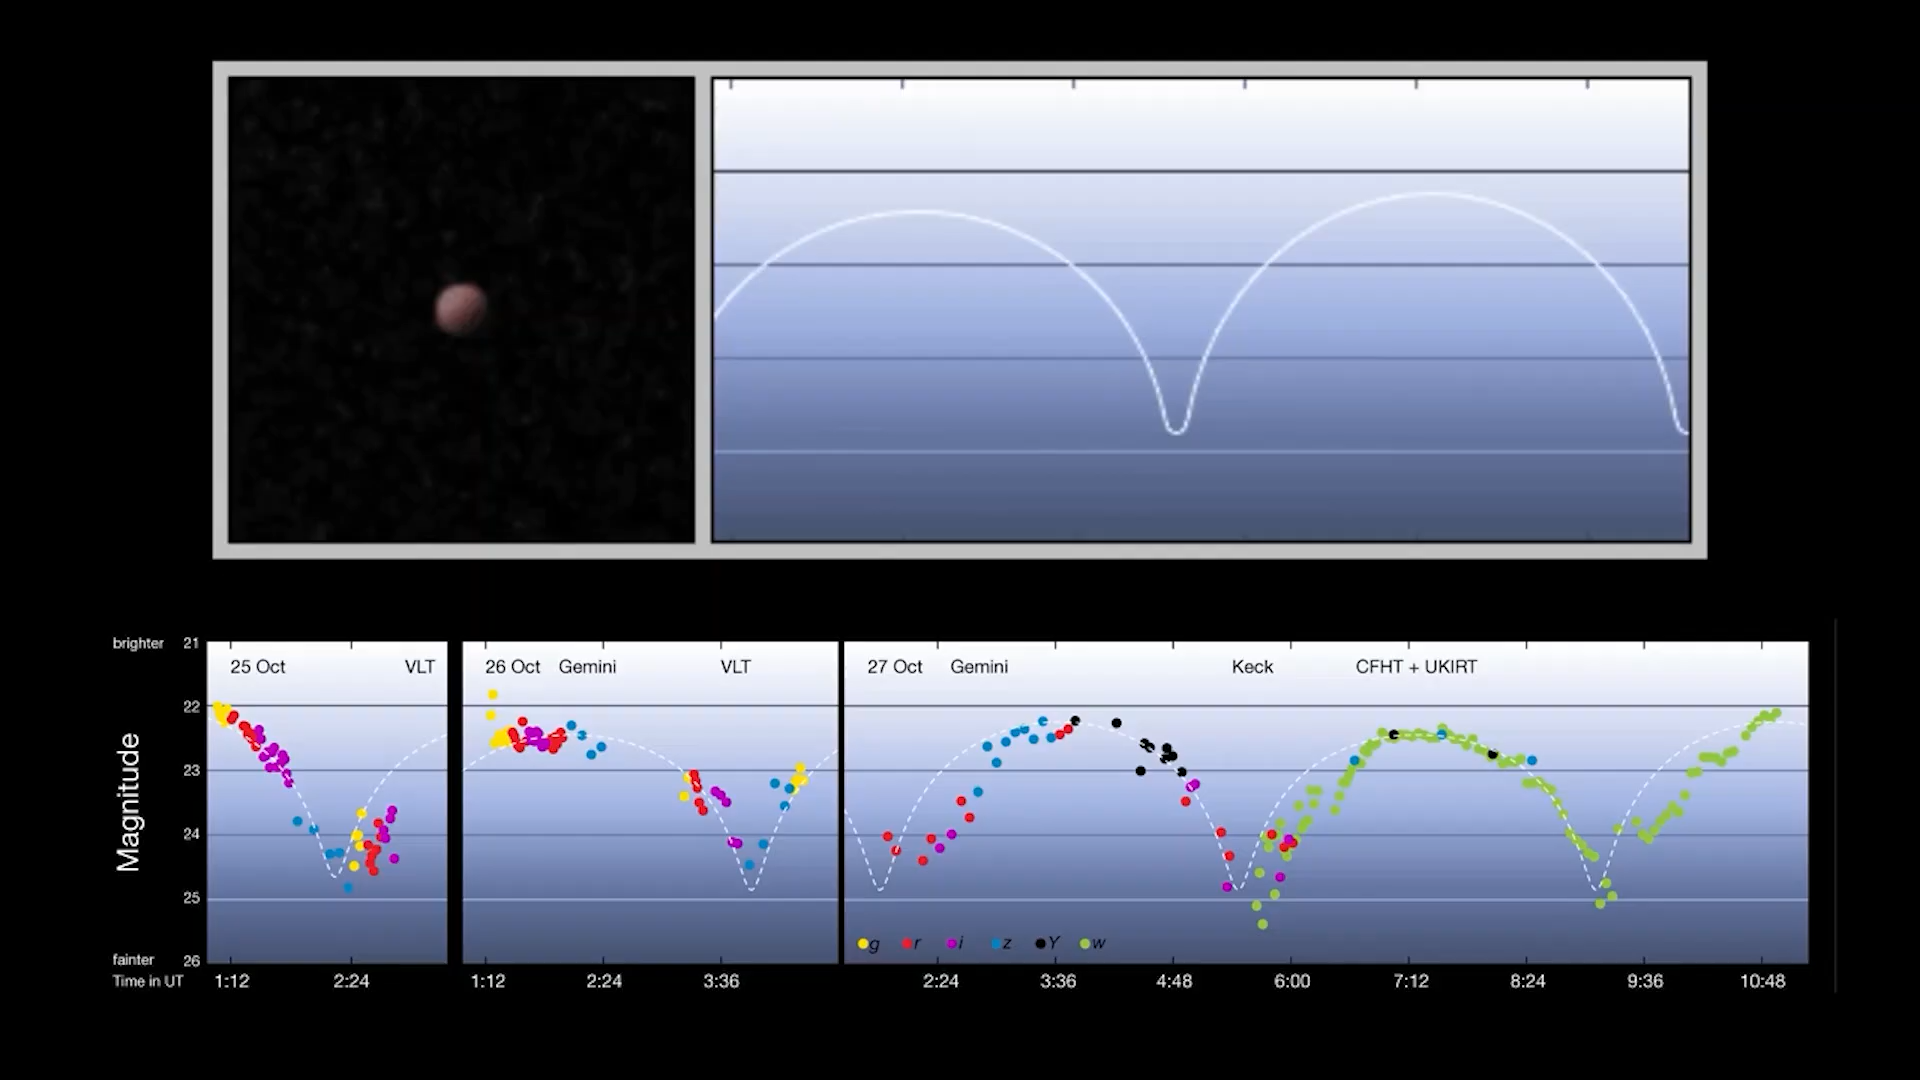 brighter 21
25 Oct VLT
26 Oct Gemini VLT
27 Oct Gemini Keck CFHT + UKIRT
22
23
Magnitude
24
25
g r i z Y w
fainter 26
Time in UT 1:12 2:24 1:12 2:24 3:36 2:24 3:36 4:48 6:00 7:12 8:24 9:36 10:48